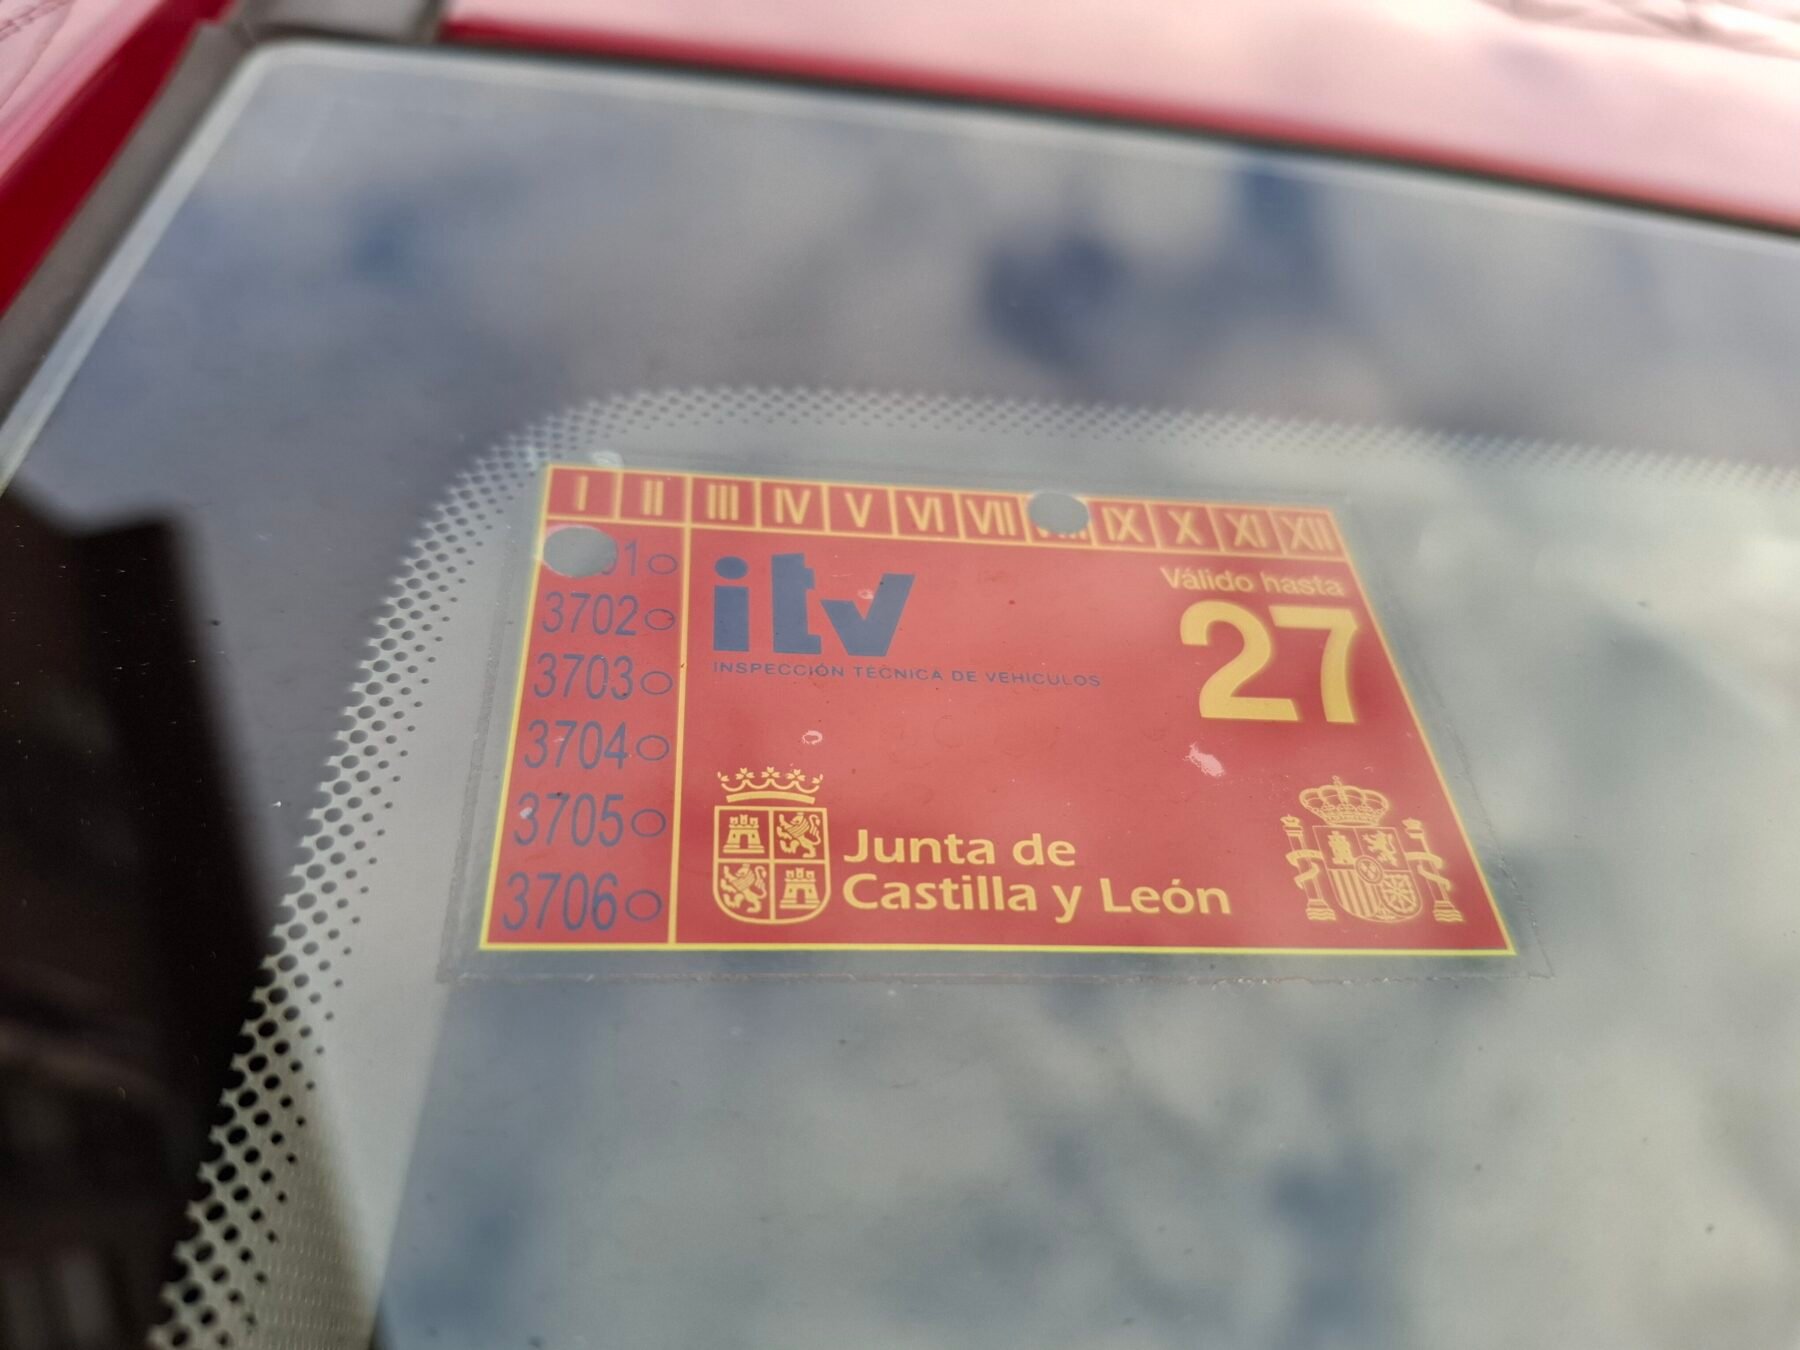 I II III IV V VI VII IX X XI XII
3702
3703
3704
3705
3706
itv
INSPECCIÓN TÉCNICA DE VEHÍCULOS
Válido hasta
27
Junta de
Castilla y León